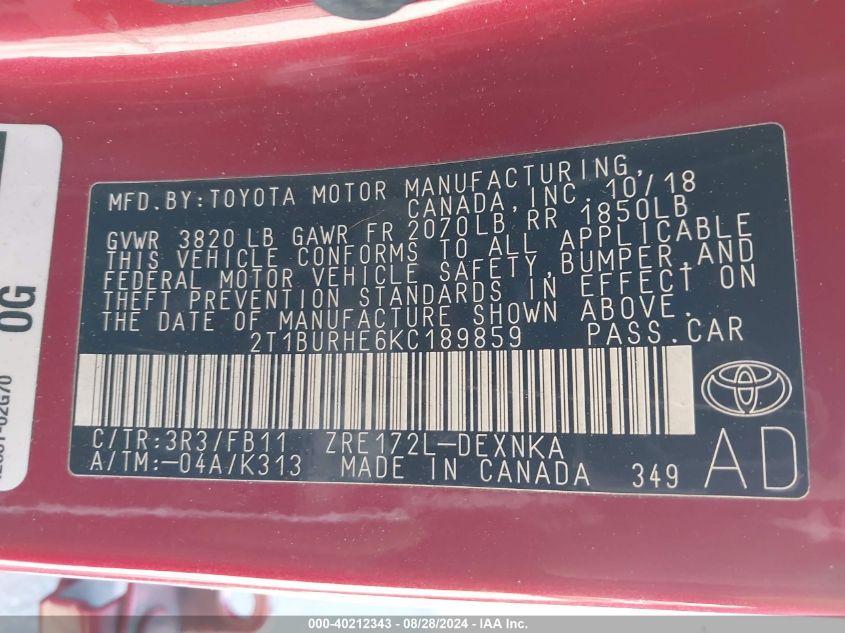 MFD.BY:TOYOTA MOTOR MANUFACTURING,
CANADA,INC. 10/18
GVWR 3820 LB GAWR FR 2070LB RR 1850LB
THIS VEHICLE CONFORMS TO ALL APPLICABLE
FEDERAL MOTOR VEHICLE SAFETY,BUMPER,AND
THEFT PREVENTION STANDARDS IN EFFECT ON
THE DATE OF MANUFACTURE SHOWN ABOVE.
2T1BURHE6KC189859 PASS.CAR
C/TR:3R3/FB11 ZRE172L-DEXNKA
A/TM:-04A/K313 MADE IN CANADA 349
AD
0G
000-40212343 - 08/28/2024 - IAA, Inc.